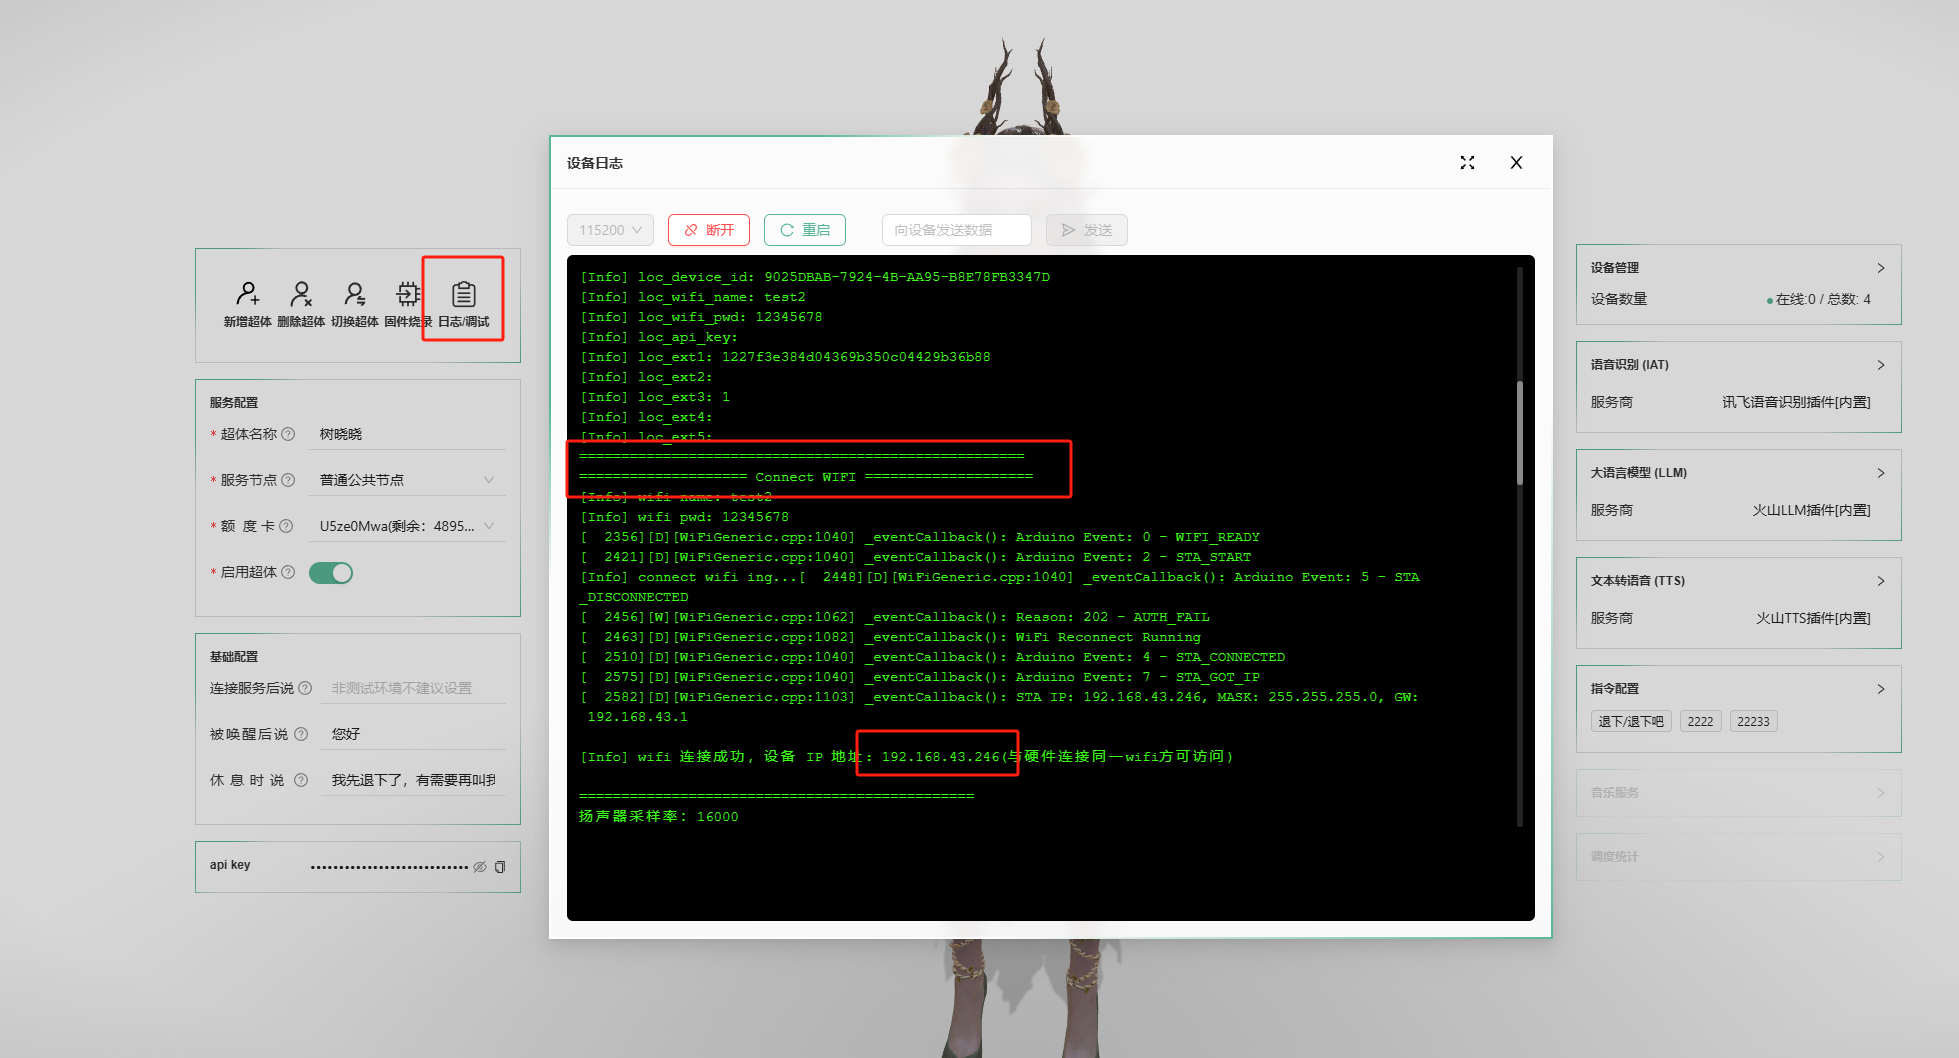 新增超体 删除超体 切换超体 固件烧录 日志/调试
服务配置
* 超体名称 树晓晓
* 服务节点 普通公共节点
* 额 度 卡 U5ze0Mwa(剩余：4895...
* 启用超体
基础配置
连接服务后说 非测试环境不建议设置
被唤醒后说 您好
休 息 时 说 我先退下了，有需要再叫我
api key ••••••••••••••••••••••••••••
设备日志
115200 断开 重启 向设备发送数据 发送
[Info] loc_device_id: 9025DBAB-7924-4B-AA95-B8E78FB3347D
[Info] loc_wifi_name: test2
[Info] loc_wifi_pwd: 12345678
[Info] loc_api_key:
[Info] loc_ext1: 1227f3e384d04369b350c04429b36b88
[Info] loc_ext2:
[Info] loc_ext3: 1
[Info] loc_ext4:
[Info] loc_ext5:
=====================================================
==================== Connect WIFI ====================
[Info] wifi name: test2
[Info] wifi pwd: 12345678
[  2356][D][WiFiGeneric.cpp:1040] _eventCallback(): Arduino Event: 0 - WIFI_READY
[  2421][D][WiFiGeneric.cpp:1040] _eventCallback(): Arduino Event: 2 - STA_START
[Info] connect wifi ing...[  2448][D][WiFiGeneric.cpp:1040] _eventCallback(): Arduino Event: 5 - STA
_DISCONNECTED
[  2456][W][WiFiGeneric.cpp:1062] _eventCallback(): Reason: 202 - AUTH_FAIL
[  2463][D][WiFiGeneric.cpp:1082] _eventCallback(): WiFi Reconnect Running
[  2510][D][WiFiGeneric.cpp:1040] _eventCallback(): Arduino Event: 4 - STA_CONNECTED
[  2575][D][WiFiGeneric.cpp:1040] _eventCallback(): Arduino Event: 7 - STA_GOT_IP
[  2582][D][WiFiGeneric.cpp:1103] _eventCallback(): STA IP: 192.168.43.246, MASK: 255.255.255.0, GW:
192.168.43.1
[Info] wifi 连接成功，设备 IP 地址: 192.168.43.246(与硬件连接同一wifi方可访问)
===============================================
扬声器采样率: 16000
设备管理
设备数量 在线:0 / 总数: 4
语音识别 (IAT)
服务商 讯飞语音识别插件[内置]
大语言模型 (LLM)
服务商 火山LLM插件[内置]
文本转语音 (TTS)
服务商 火山TTS插件[内置]
指令配置
退下/退下吧 2222 22233
音乐服务
调度统计